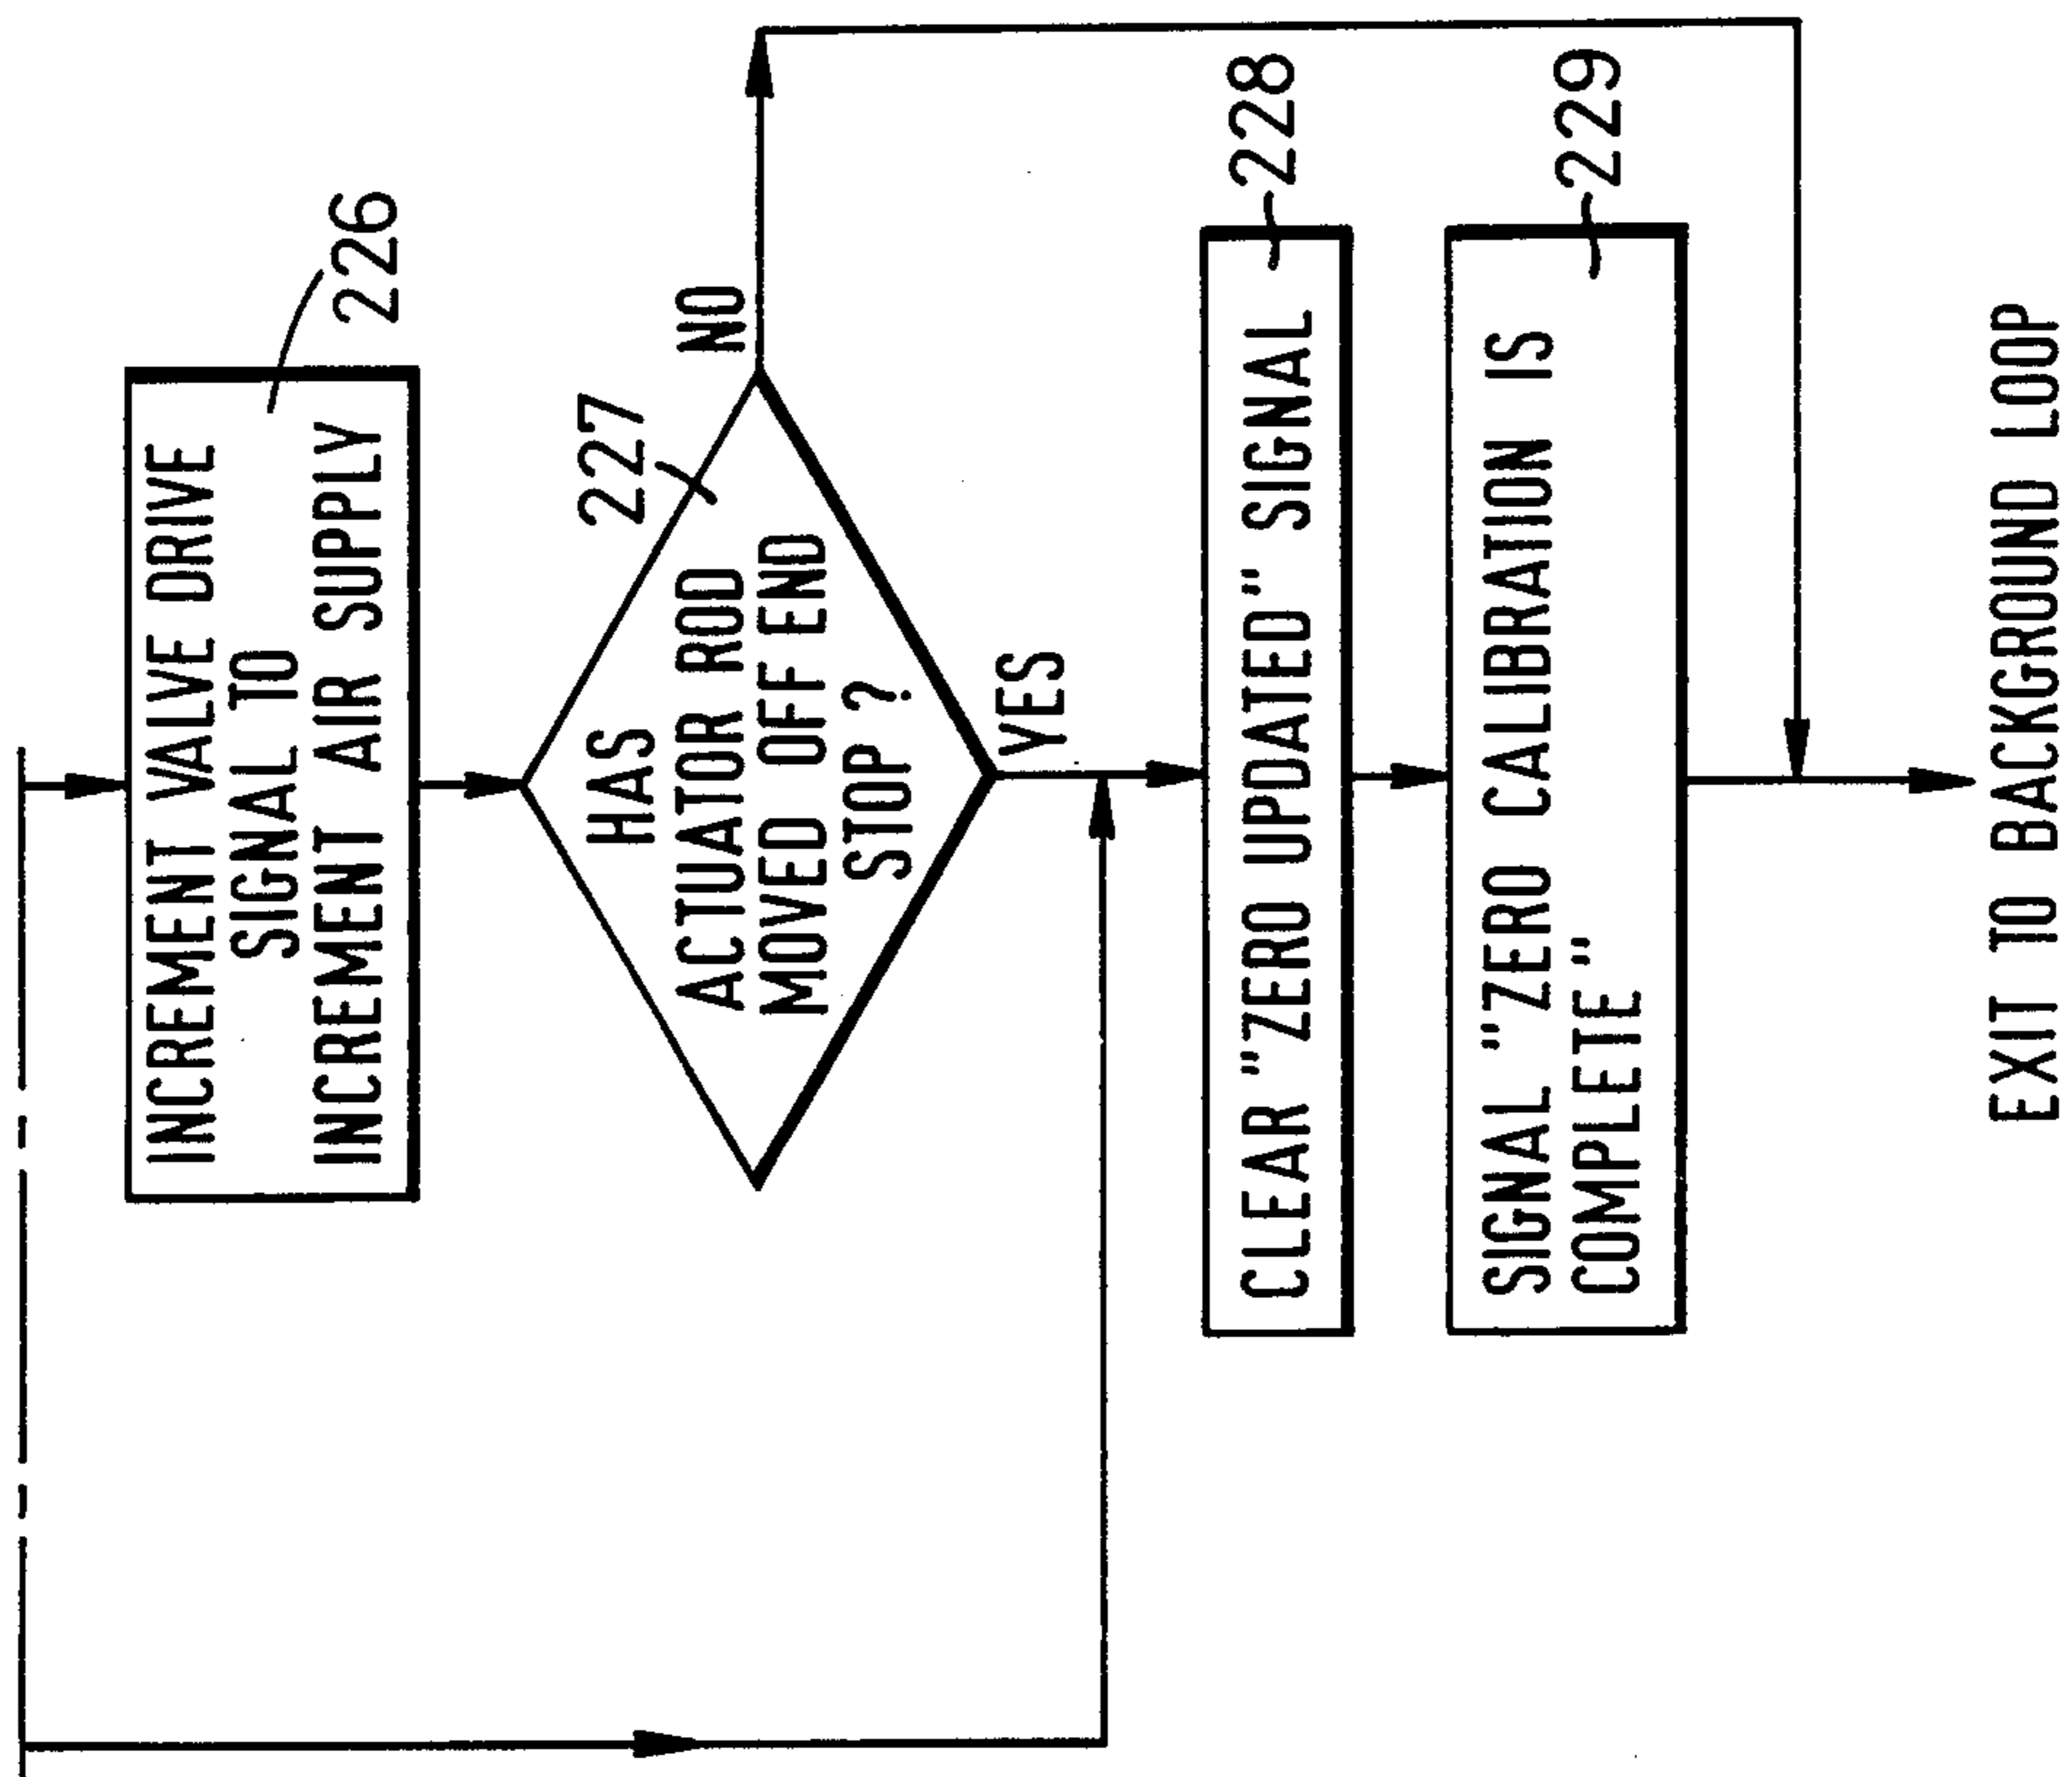 INCREMENT VALVE DRIVE
SIGNAL TO
INCREMENT AIR SUPPLY
226
HAS
ACTUATOR ROD
MOVED OFF END
STOP ?
227
NO
YES
CLEAR "ZERO UPDATED" SIGNAL
228
SIGNAL "ZERO CALIBRATION IS
COMPLETE"
229
EXIT TO BACKGROUND LOOP